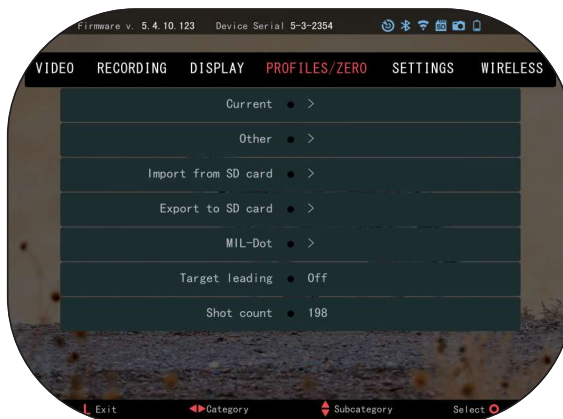 Firmware v. 5.4.10.123 Device Serial 5-3-2354
VIDEO RECORDING DISPLAY PROFILES/ZERO SETTINGS WIRELESS
Current >
Other >
Import from SD card >
Export to SD card >
MIL-Dot >
Target leading Off
Shot count 198
L Exit Category Subcategory Select